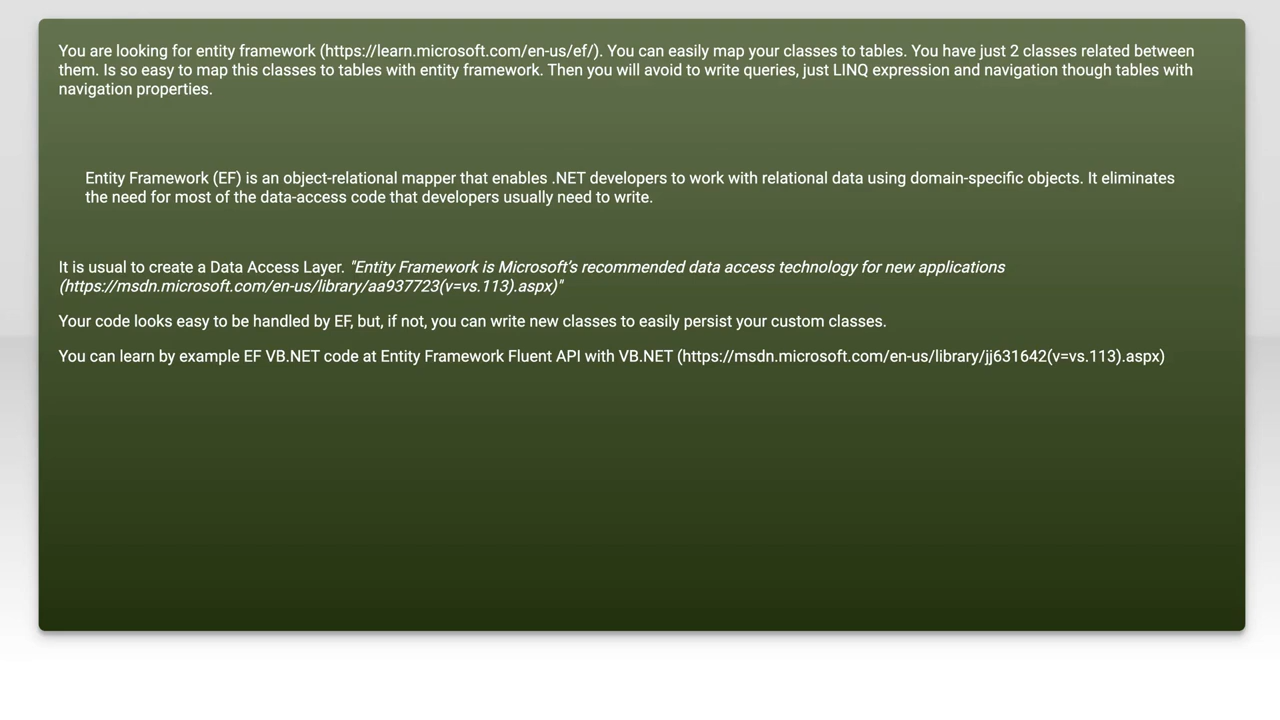 You are looking for entity framework (https://learn.microsoft.com/en-us/ef/). You can easily map your classes to tables. You have just 2 classes related between
them. Is so easy to map this classes to tables with entity framework. Then you will avoid to write queries, just LINQ expression and navigation though tables with
navigation properties.
Entity Framework (EF) is an object-relational mapper that enables .NET developers to work with relational data using domain-specific objects. It eliminates
the need for most of the data-access code that developers usually need to write.
It is usual to create a Data Access Layer. "Entity Framework is Microsoft's recommended data access technology for new applications
(https://msdn.microsoft.com/en-us/library/aa937723(v=vs.113).aspx)"
Your code looks easy to be handled by EF, but, if not, you can write new classes to easily persist your custom classes.
You can learn by example EF VB.NET code at Entity Framework Fluent API with VB.NET (https://msdn.microsoft.com/en-us/library/jj631642(v=vs.113).aspx)